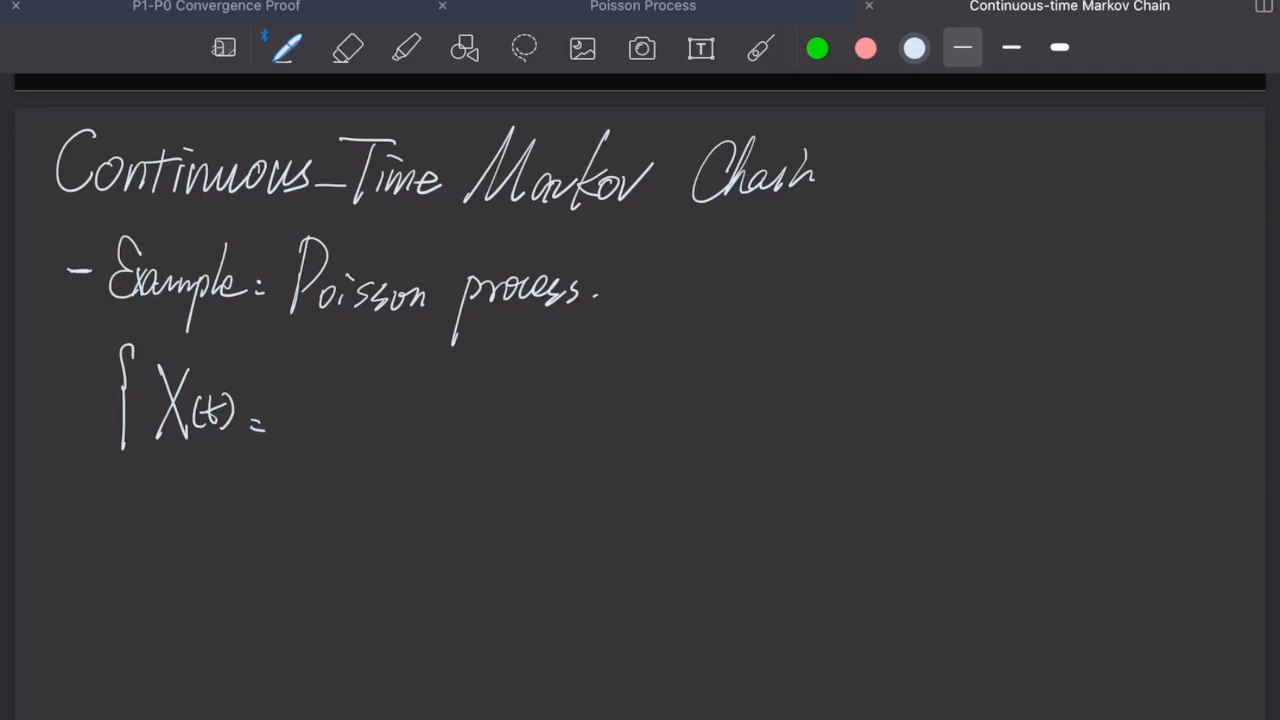 P1-P0 Convergence Proof
Poisson Process
Continuous-time Markov Chain
Continuous-Time Markov Chain
- Example: Poisson process.
{ X(t) =